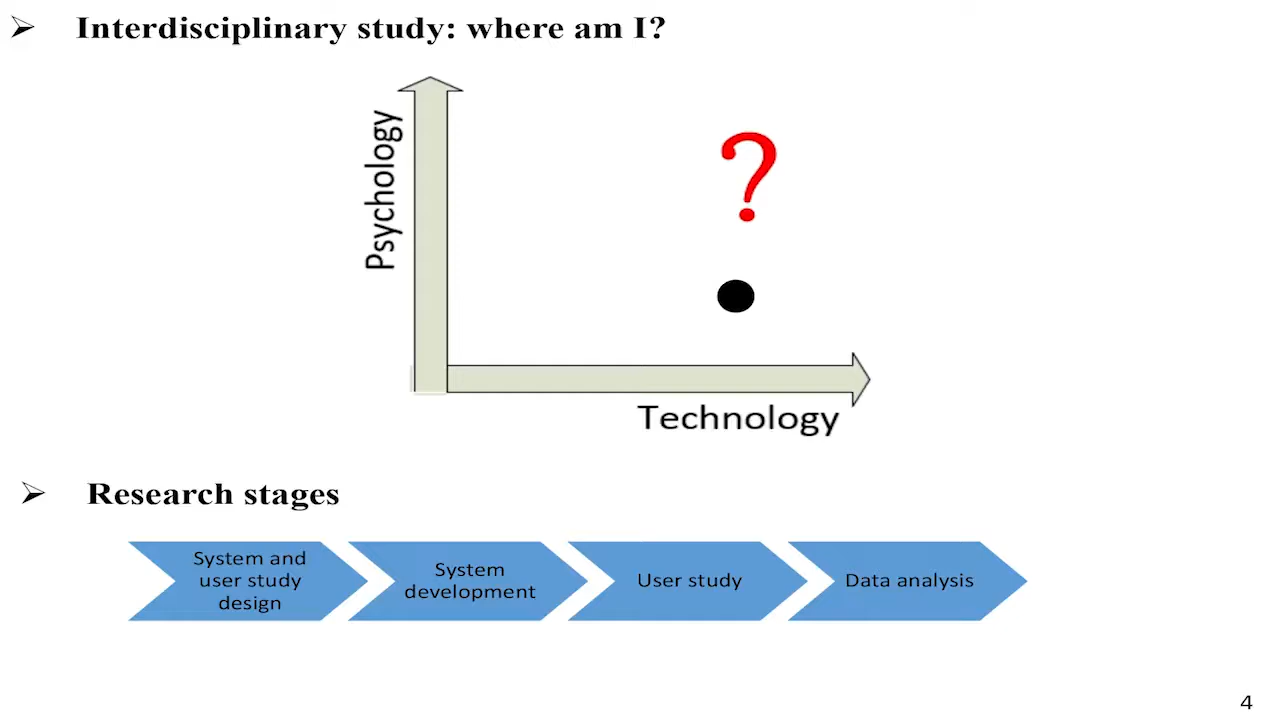 ➢ Interdisciplinary study: where am I?
Psychology
?
Technology
➢ Research stages
System and
user study
design
System
development
User study
Data analysis
4